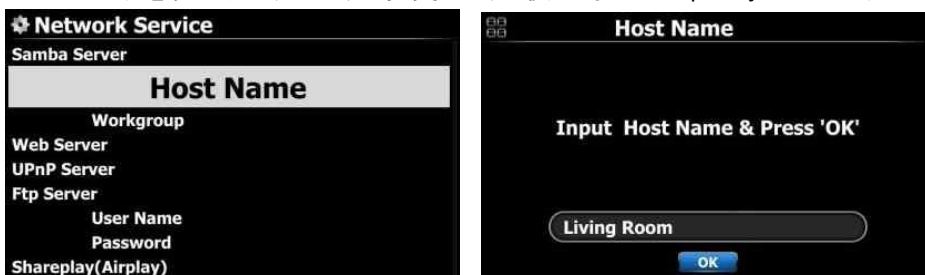 Network Service
Samba Server
Host Name
Workgroup
Web Server
UPnP Server
Ftp Server
User Name
Password
Shareplay(Airplay)
Host Name
Input Host Name & Press 'OK'
Living Room
OK